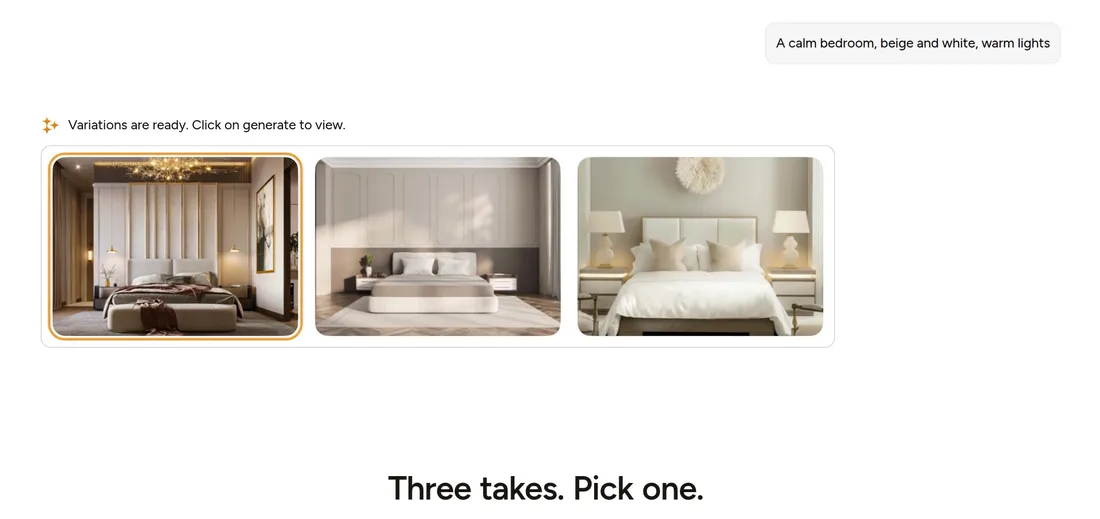 A calm bedroom, beige and white, warm lights
Variations are ready. Click on generate to view.
Three takes. Pick one.